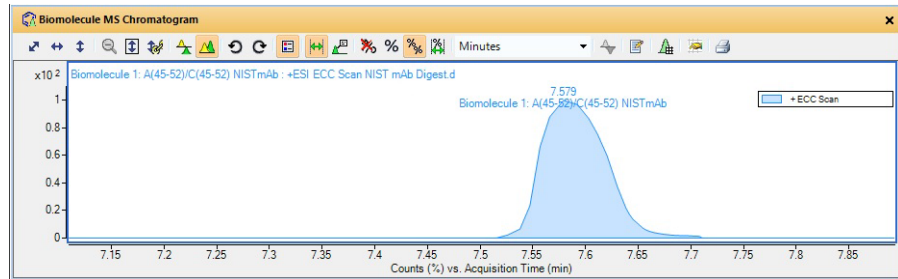 Biomolecule MS Chromatogram
Minutes
x10 2 Biomolecule 1: A(45-52)/C(45-52) NISTmAb : +ESI ECC Scan NIST mAb Digest.d
7.579
Biomolecule 1: A(45-52)/C(45-52) NISTmAb
+ ECC Scan
1
0.8
0.6
0.4
0.2
0
7.15 7.2 7.25 7.3 7.35 7.4 7.45 7.5 7.55 7.6 7.65 7.7 7.75 7.8 7.85
Counts (%) vs. Acquisition Time (min)